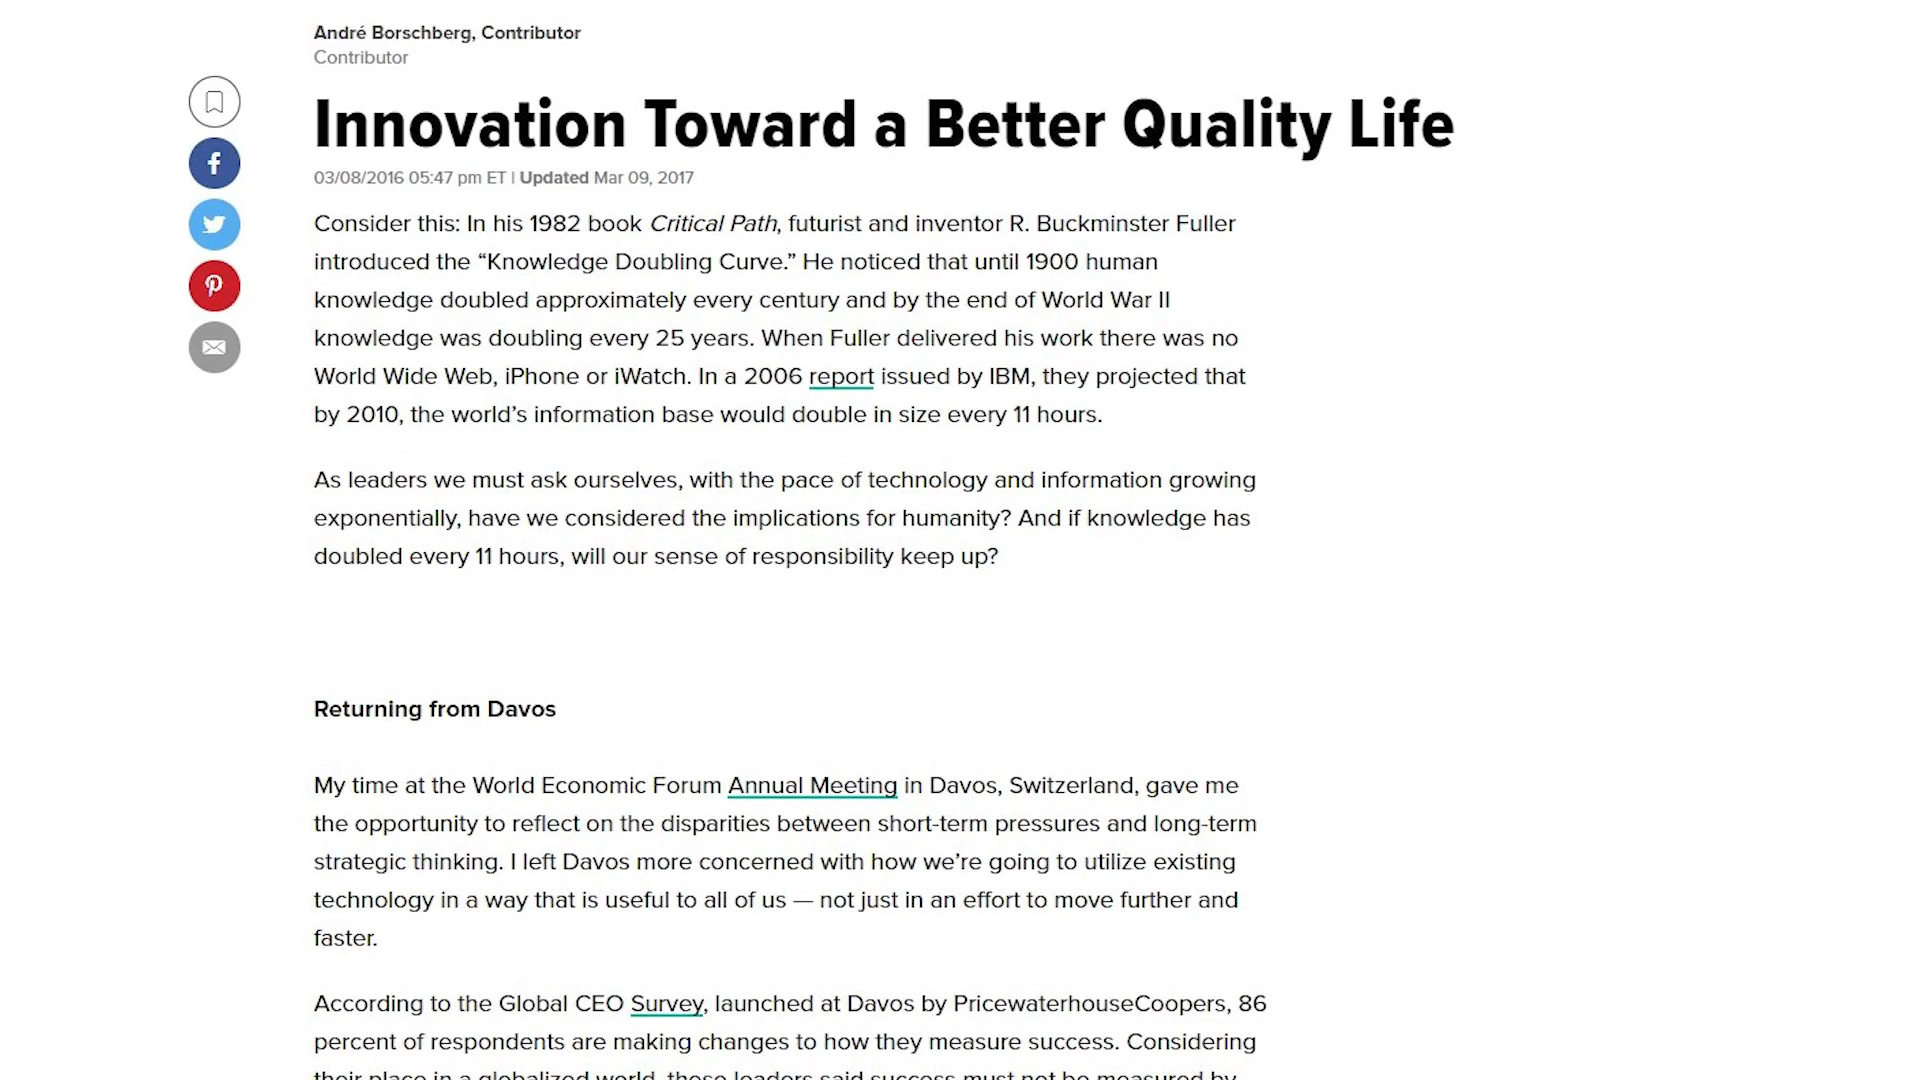 André Borschberg, Contributor
Contributor
Innovation Toward a Better Quality Life
03/08/2016 05:47 pm ET | Updated Mar 09, 2017
Consider this: In his 1982 book Critical Path, futurist and inventor R. Buckminster Fuller
introduced the “Knowledge Doubling Curve.” He noticed that until 1900 human
knowledge doubled approximately every century and by the end of World War II
knowledge was doubling every 25 years. When Fuller delivered his work there was no
World Wide Web, iPhone or iWatch. In a 2006 report issued by IBM, they projected that
by 2010, the world’s information base would double in size every 11 hours.
As leaders we must ask ourselves, with the pace of technology and information growing
exponentially, have we considered the implications for humanity? And if knowledge has
doubled every 11 hours, will our sense of responsibility keep up?
Returning from Davos
My time at the World Economic Forum Annual Meeting in Davos, Switzerland, gave me
the opportunity to reflect on the disparities between short-term pressures and long-term
strategic thinking. I left Davos more concerned with how we’re going to utilize existing
technology in a way that is useful to all of us — not just in an effort to move further and
faster.
According to the Global CEO Survey, launched at Davos by PricewaterhouseCoopers, 86
percent of respondents are making changes to how they measure success. Considering
their place in a globalized world, these leaders said success must not be measured by